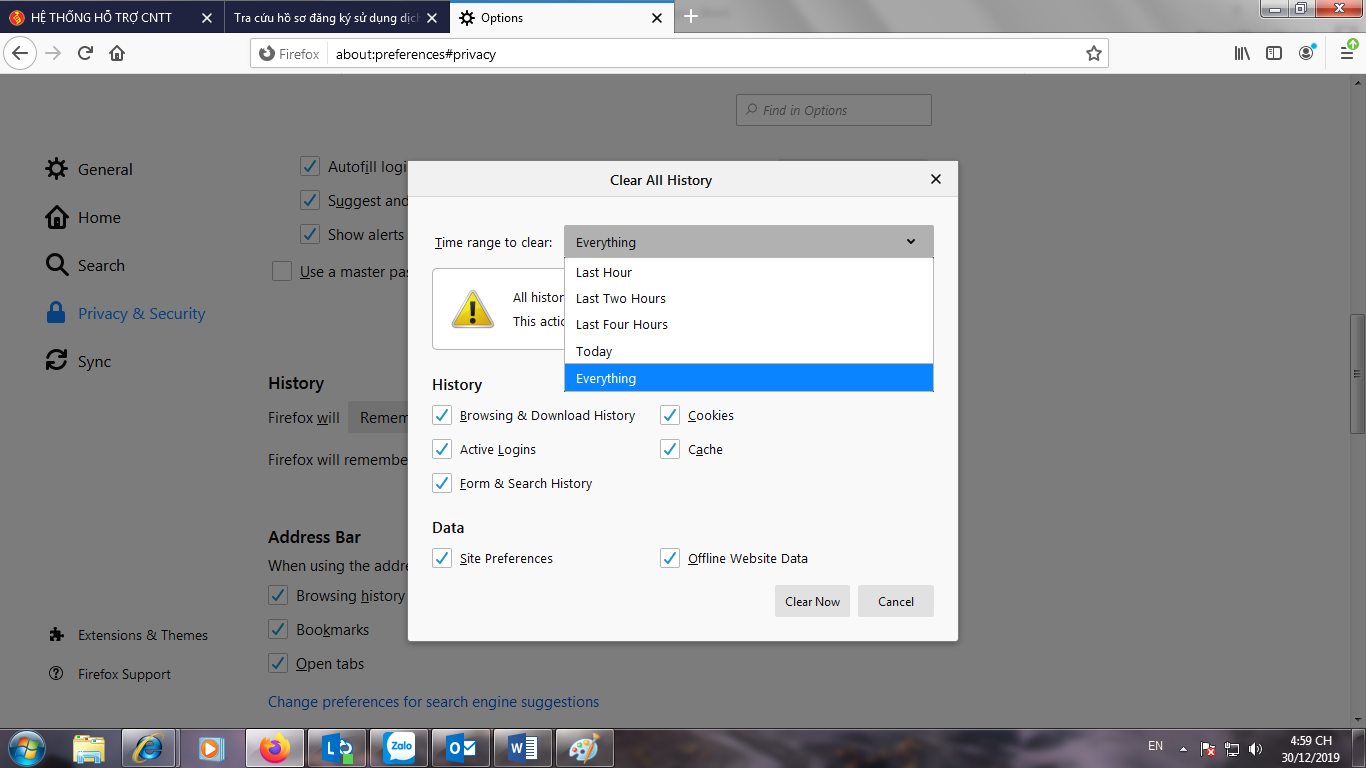 HỆ THỐNG HỖ TRỢ CNTT
Tra cứu hồ sơ đăng ký sử dụng dịch
Options
Firefox
about:preferences#privacy
Find in Options
General
Home
Search
Privacy & Security
Sync
Extensions & Themes
Firefox Support
Autofill logi
Suggest and
Show alerts
Use a master pas
History
Firefox will Remem
Firefox will remembe
Address Bar
When using the addre
Browsing history
Bookmarks
Open tabs
Change preferences for search engine suggestions
Clear All History
Time range to clear: Everything
Last Hour
Last Two Hours
Last Four Hours
Today
Everything
All histor
This actio
History
Browsing & Download History Cookies
Active Logins Cache
Form & Search History
Data
Site Preferences Offline Website Data
Clear Now Cancel
Zalo
EN
4:59 CH
30/12/2019